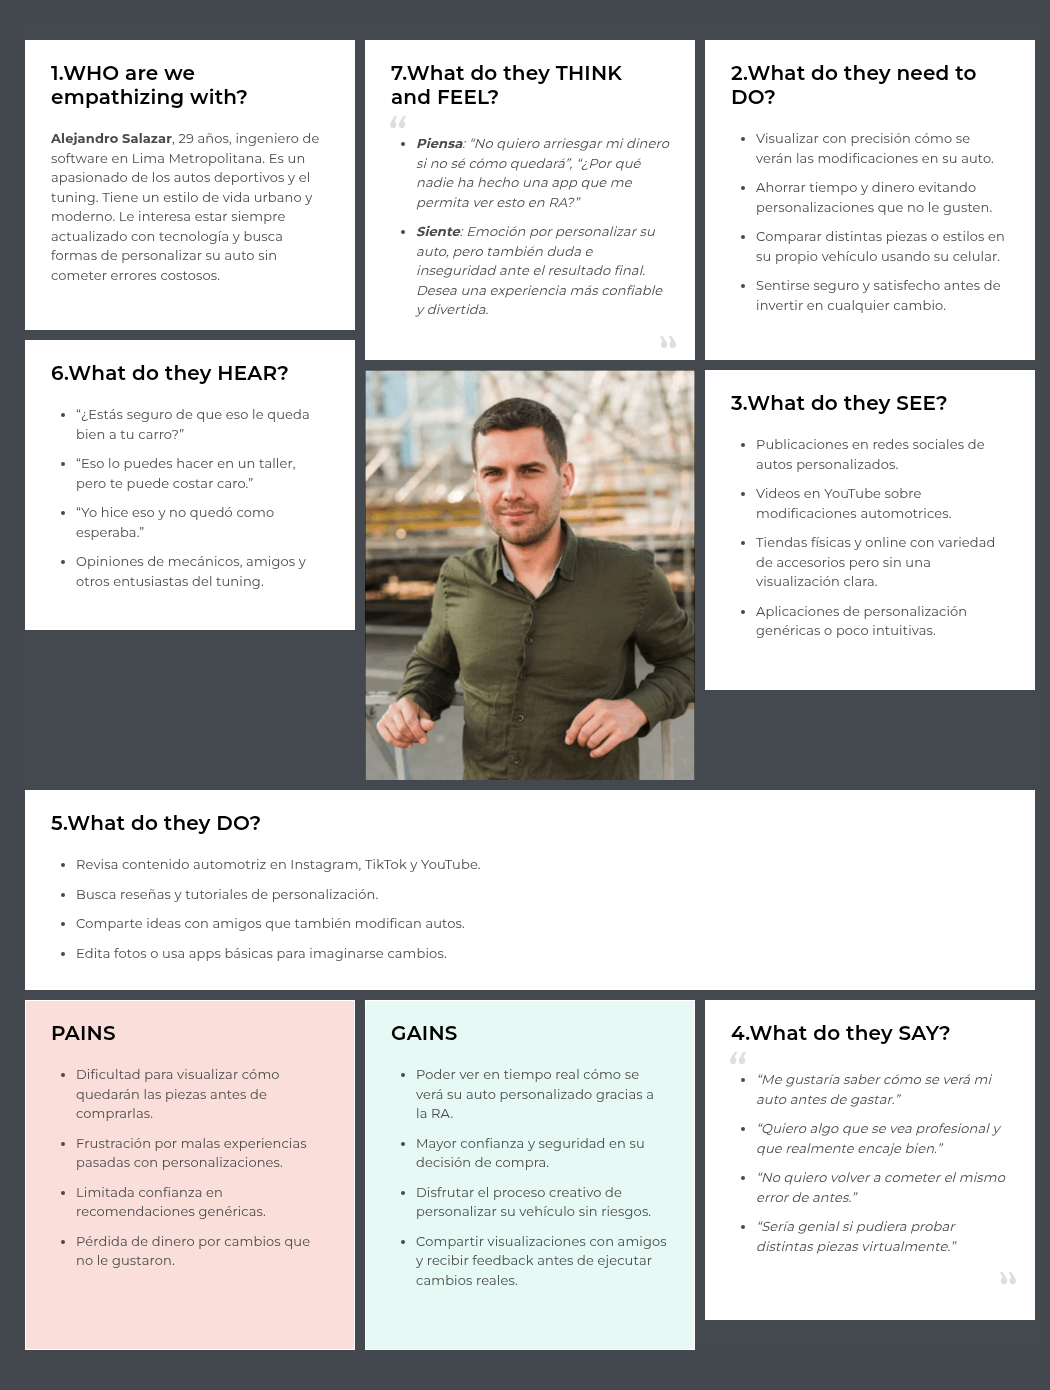 1.WHO are we
empathizing with?
Alejandro Salazar, 29 años, ingeniero de
software en Lima Metropolitana. Es un
apasionado de los autos deportivos y el
tuning. Tiene un estilo de vida urbano y
moderno. Le interesa estar siempre
actualizado con tecnología y busca
formas de personalizar su auto sin
cometer errores costosos.
7.What do they THINK
and FEEL?
“
• Piensa: “No quiero arriesgar mi dinero
si no sé cómo quedará”, “¿Por qué
nadie ha hecho una app que me
permita ver esto en RA?”
• Siente: Emoción por personalizar su
auto, pero también duda e
inseguridad ante el resultado final.
Desea una experiencia más confiable
y divertida.
”
2.What do they need to
DO?
• Visualizar con precisión cómo se
verán las modificaciones en su auto.
• Ahorrar tiempo y dinero evitando
personalizaciones que no le gusten.
• Comparar distintas piezas o estilos en
su propio vehículo usando su celular.
• Sentirse seguro y satisfecho antes de
invertir en cualquier cambio.
6.What do they HEAR?
• “¿Estás seguro de que eso le queda
bien a tu carro?”
• “Eso lo puedes hacer en un taller,
pero te puede costar caro.”
• “Yo hice eso y no quedó como
esperaba.”
• Opiniones de mecánicos, amigos y
otros entusiastas del tuning.
3.What do they SEE?
• Publicaciones en redes sociales de
autos personalizados.
• Videos en YouTube sobre
modificaciones automotrices.
• Tiendas físicas y online con variedad
de accesorios pero sin una
visualización clara.
• Aplicaciones de personalización
genéricas o poco intuitivas.
5.What do they DO?
• Revisa contenido automotriz en Instagram, TikTok y YouTube.
• Busca reseñas y tutoriales de personalización.
• Comparte ideas con amigos que también modifican autos.
• Edita fotos o usa apps básicas para imaginarse cambios.
PAINS
• Dificultad para visualizar cómo
quedarán las piezas antes de
comprarlas.
• Frustración por malas experiencias
pasadas con personalizaciones.
• Limitada confianza en
recomendaciones genéricas.
• Pérdida de dinero por cambios que
no le gustaron.
GAINS
• Poder ver en tiempo real cómo se
verá su auto personalizado gracias a
la RA.
• Mayor confianza y seguridad en su
decisión de compra.
• Disfrutar el proceso creativo de
personalizar su vehículo sin riesgos.
• Compartir visualizaciones con amigos
y recibir feedback antes de ejecutar
cambios reales.
4.What do they SAY?
“
• “Me gustaría saber cómo se verá mi
auto antes de gastar.”
• “Quiero algo que se vea profesional y
que realmente encaje bien.”
• “No quiero volver a cometer el mismo
error de antes.”
• “Sería genial si pudiera probar
distintas piezas virtualmente.”
”